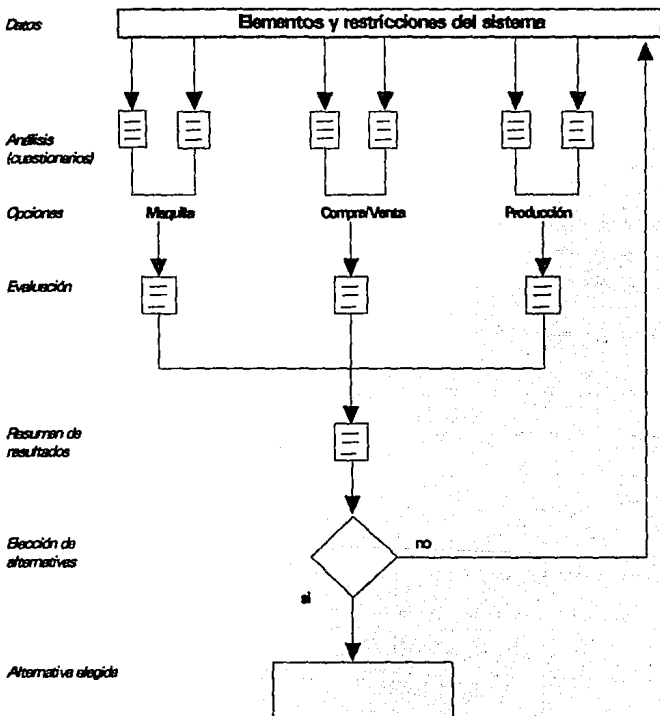 Datos
Elementos y restricciones del sistema
Análisis
(cuestionarios)
Opciones
Maquila
Compra/Venta
Producción
Evaluación
Resumen de
resultados
Elección de
alternativas
no
si
Alternativa elegida